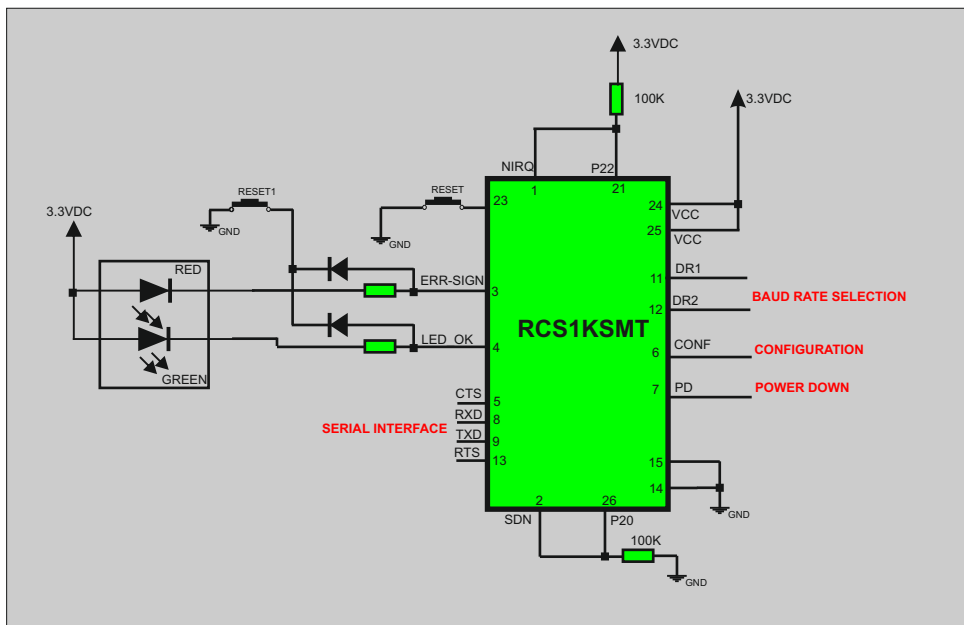 3.3VDC
100K
3.3VDC
NIRQ
P22
1
21
RESET1
RESET
23
24
VCC
GND
3.3VDC
GND
25
VCC
RED
ERR-SIGN
3
11
DR1
BAUD RATE SELECTION
12
DR2
RCS1KSMT
LED_OK
4
6
CONF
CONFIGURATION
GREEN
7
PD
POWER DOWN
CTS
5
RXD
8
SERIAL INTERFACE
TXD
9
RTS
13
15
14
GND
2
26
SDN
P20
100K
GND